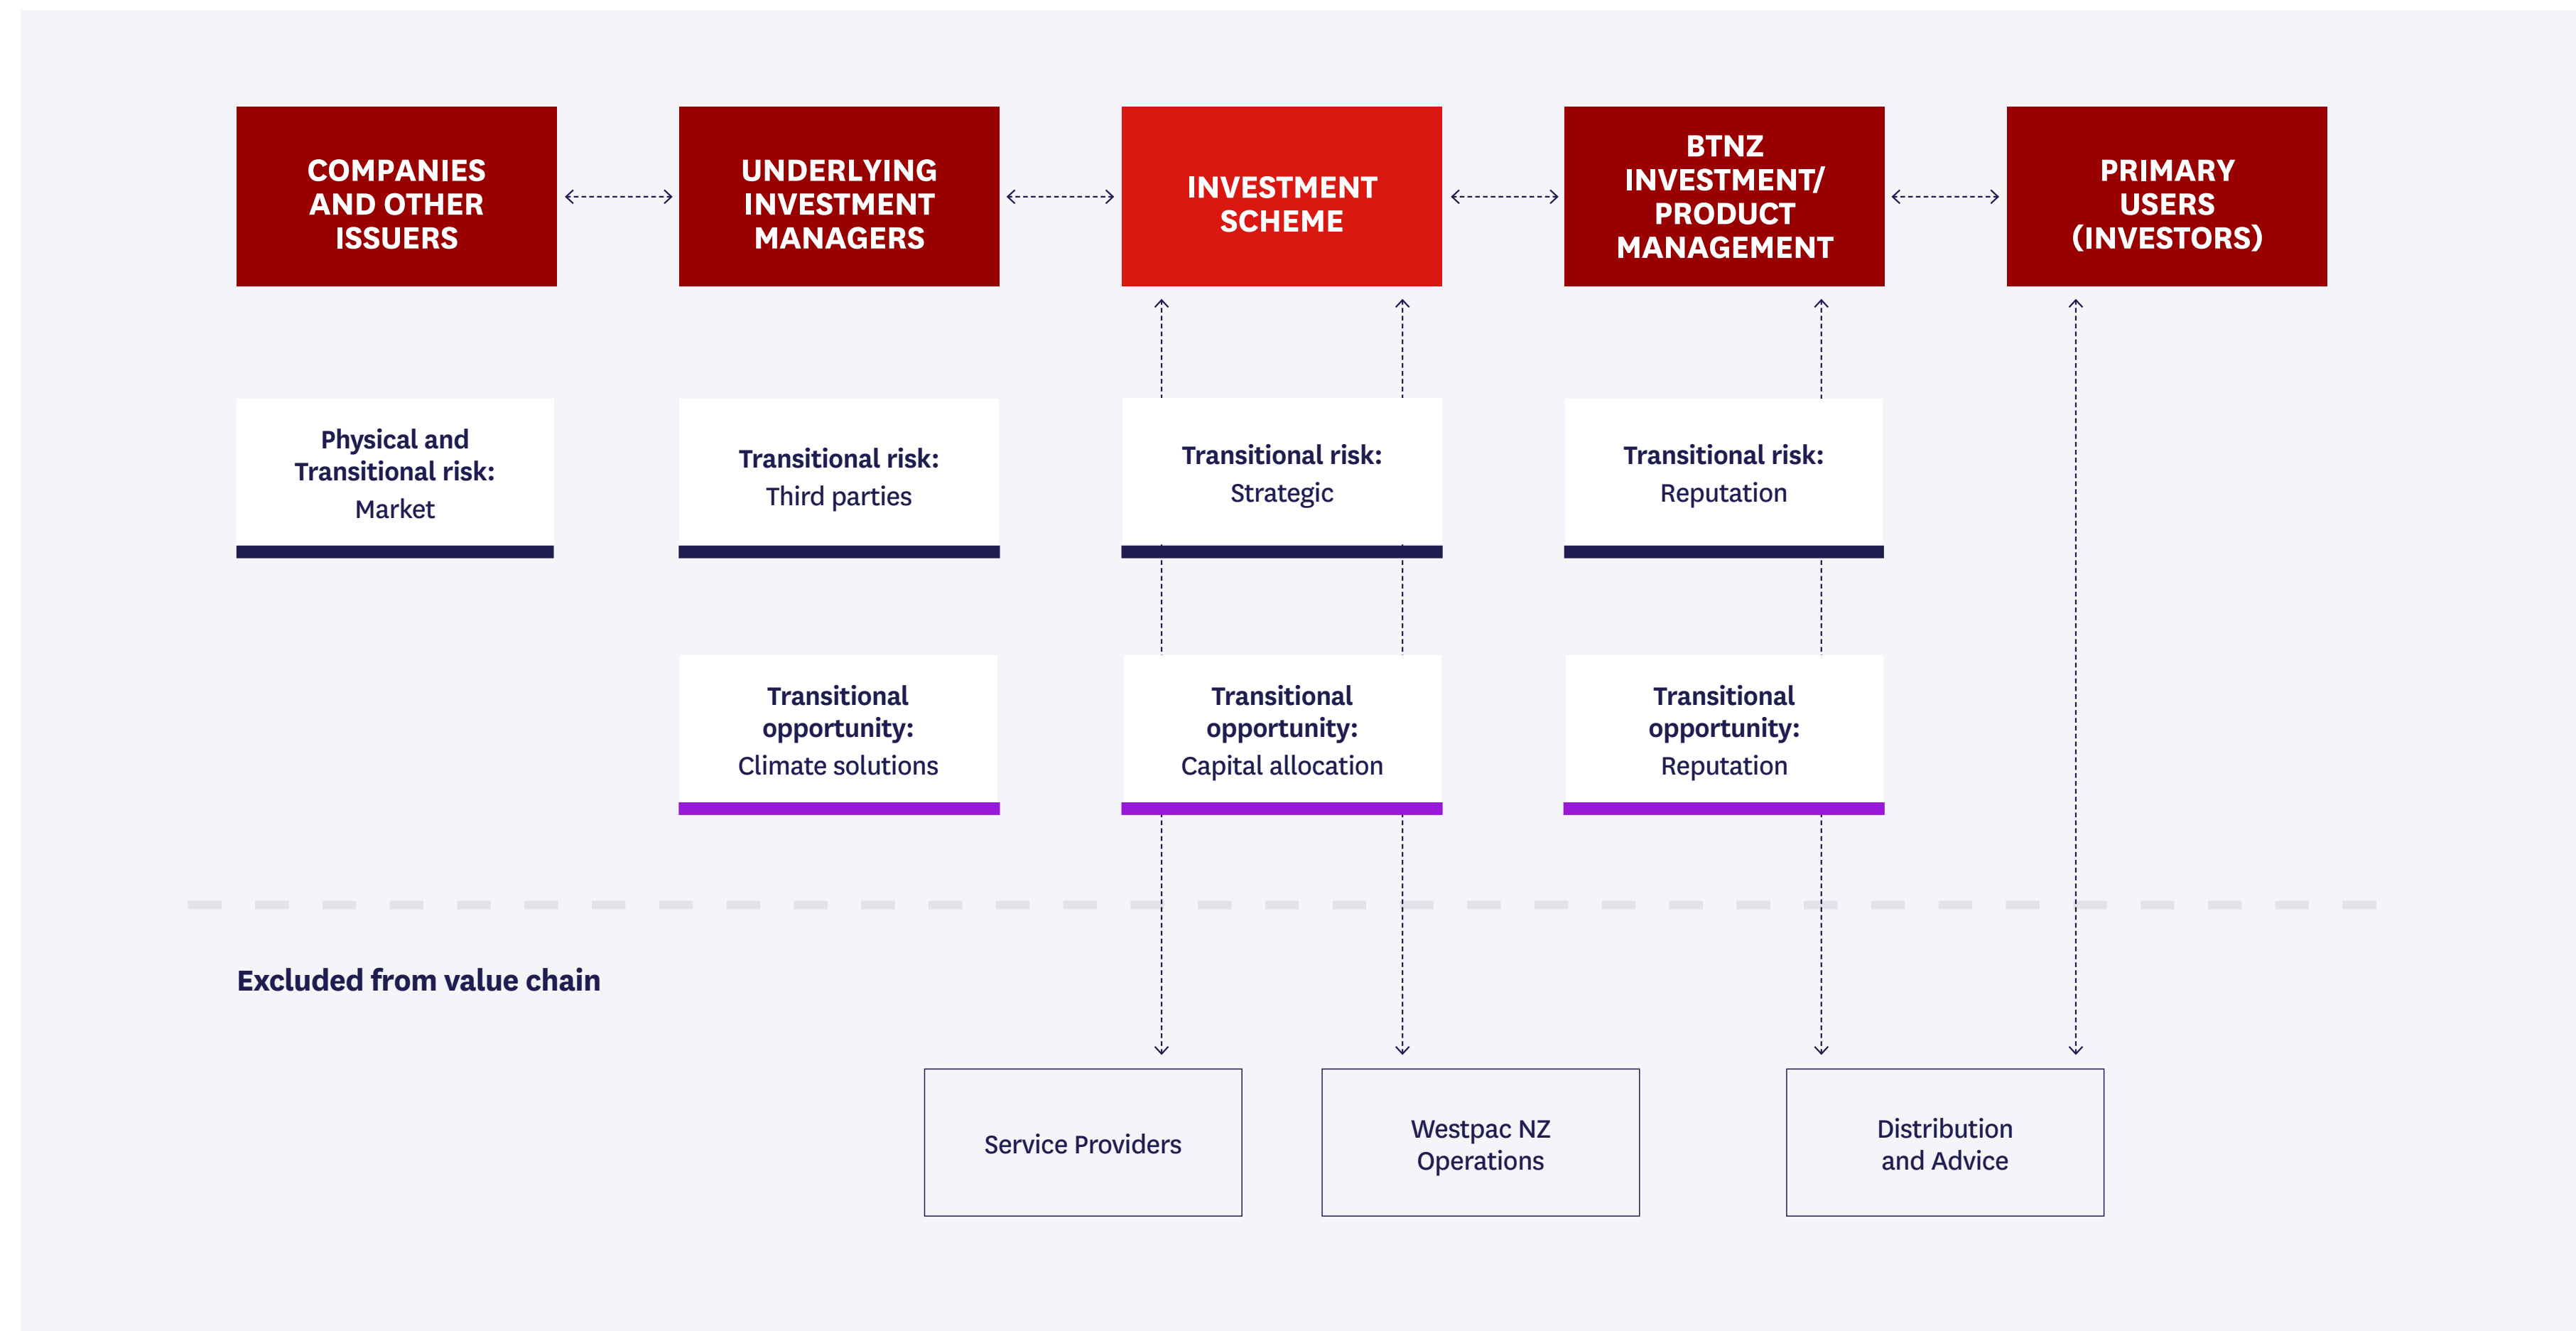 COMPANIES
AND OTHER
ISSUERS
UNDERLYING
INVESTMENT
MANAGERS
INVESTMENT
SCHEME
BTNZ
INVESTMENT/
PRODUCT
MANAGEMENT
PRIMARY
USERS
(INVESTORS)
Physical and
Transitional risk:
Market
Transitional risk:
Third parties
Transitional risk:
Strategic
Transitional risk:
Reputation
Transitional
opportunity:
Climate solutions
Transitional
opportunity:
Capital allocation
Transitional
opportunity:
Reputation
Excluded from value chain
Service Providers
Westpac NZ
Operations
Distribution
and Advice